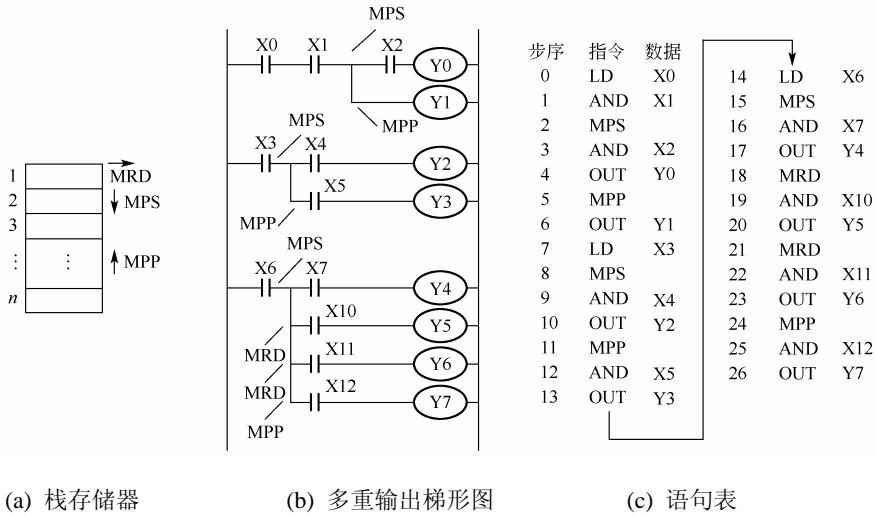 1
2
3
⋮
n
⋮
MRD
MPS
MPP
MPS
X0 X1 X2 Y0
Y1
MPP
MPS
X3 X4 Y2
X5 Y3
MPP
MPS
X6 X7 Y4
X10 Y5
MRD
X11 Y6
MRD
X12 Y7
MPP
步序 指令 数据
0 LD X0
1 AND X1
2 MPS
3 AND X2
4 OUT Y0
5 MPP
6 OUT Y1
7 LD X3
8 MPS
9 AND X4
10 OUT Y2
11 MPP
12 AND X5
13 OUT Y3
14 LD X6
15 MPS
16 AND X7
17 OUT Y4
18 MRD
19 AND X10
20 OUT Y5
21 MRD
22 AND X11
23 OUT Y6
24 MPP
25 AND X12
26 OUT Y7
(a) 栈存储器
(b) 多重输出梯形图
(c) 语句表